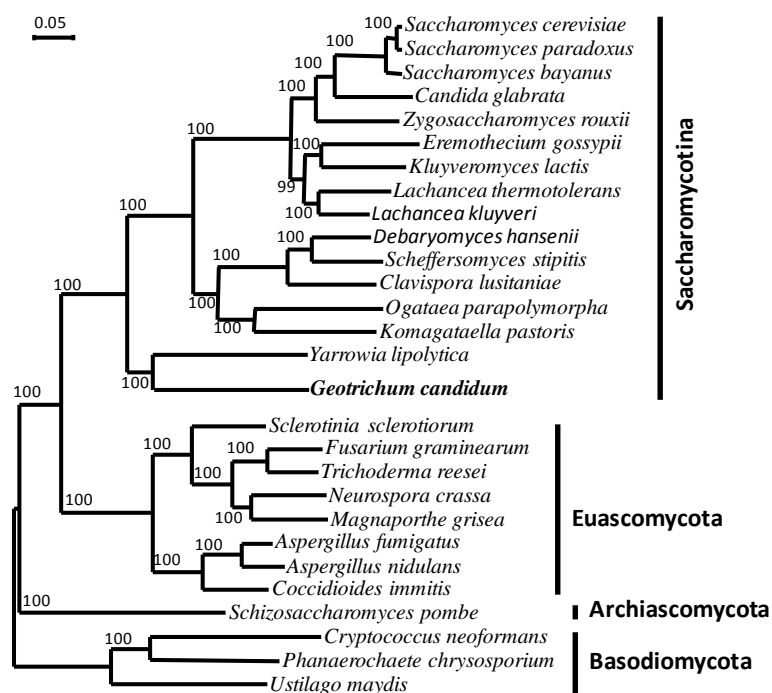 0.05
100
Saccharomyces cerevisiae
100
Saccharomyces paradoxus
100
Saccharomyces bayanus
100
Candida glabrata
100
Zygosaccharomyces rouxii
100
Eremothecium gossypii
100
Kluyveromyces lactis
99
Lachancea thermotolerans
100
Lachancea kluyveri
100
100
Debaryomyces hansenii
100
Scheffersomyces stipitis
Clavispora lusitaniae
100
Ogataea parapolymorpha
100
Komagataella pastoris
Yarrowia lipolytica
100
Geotrichum candidum
Saccharomycotina
100
100
Sclerotinia sclerotiorum
100
Fusarium graminearum
100
Trichoderma reesei
100
Neurospora crassa
100
Magnaporthe grisea
100
100
Aspergillus fumigatus
100
Aspergillus nidulans
Coccidioides immitis
Euascomycota
100
Schizosaccharomyces pombe
Archiascomycota
100
Cryptococcus neoformans
Phanaerochaete chrysosporium
Ustilago maydis
Basodiomycota